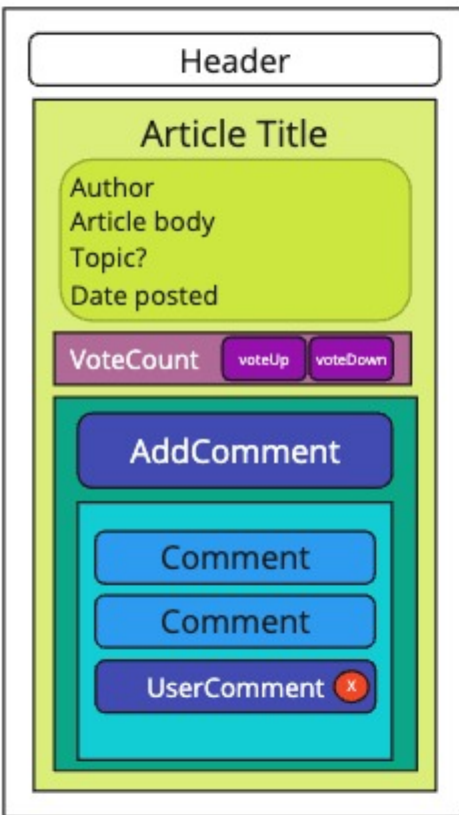 Header
Article Title
Author
Article body
Topic?
Date posted
VoteCount voteUp voteDown
AddComment
Comment
Comment
UserComment X